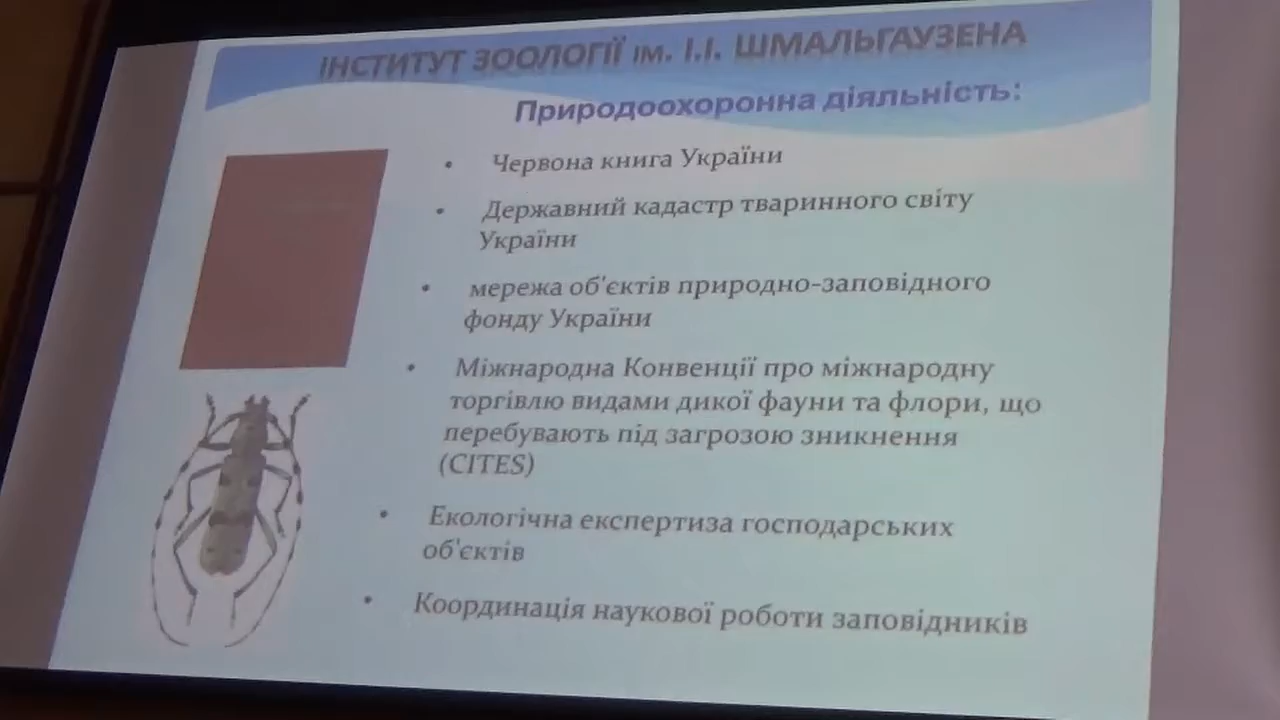 ІНСТИТУТ ЗООЛОГІЇ ІМ. І.І. ШМАЛЬГАУЗЕНА
Природоохоронна діяльність:
• Червона книга України
• Державний кадастр тваринного світу
України
• мережа об'єктів природно-заповідного
фонду України
• Міжнародна Конвенції про міжнародну
торгівлю видами дикої фауни та флори, що
перебувають під загрозою зникнення
(CITES)
• Екологічна експертиза господарських
об'єктів
• Координація наукової роботи заповідників